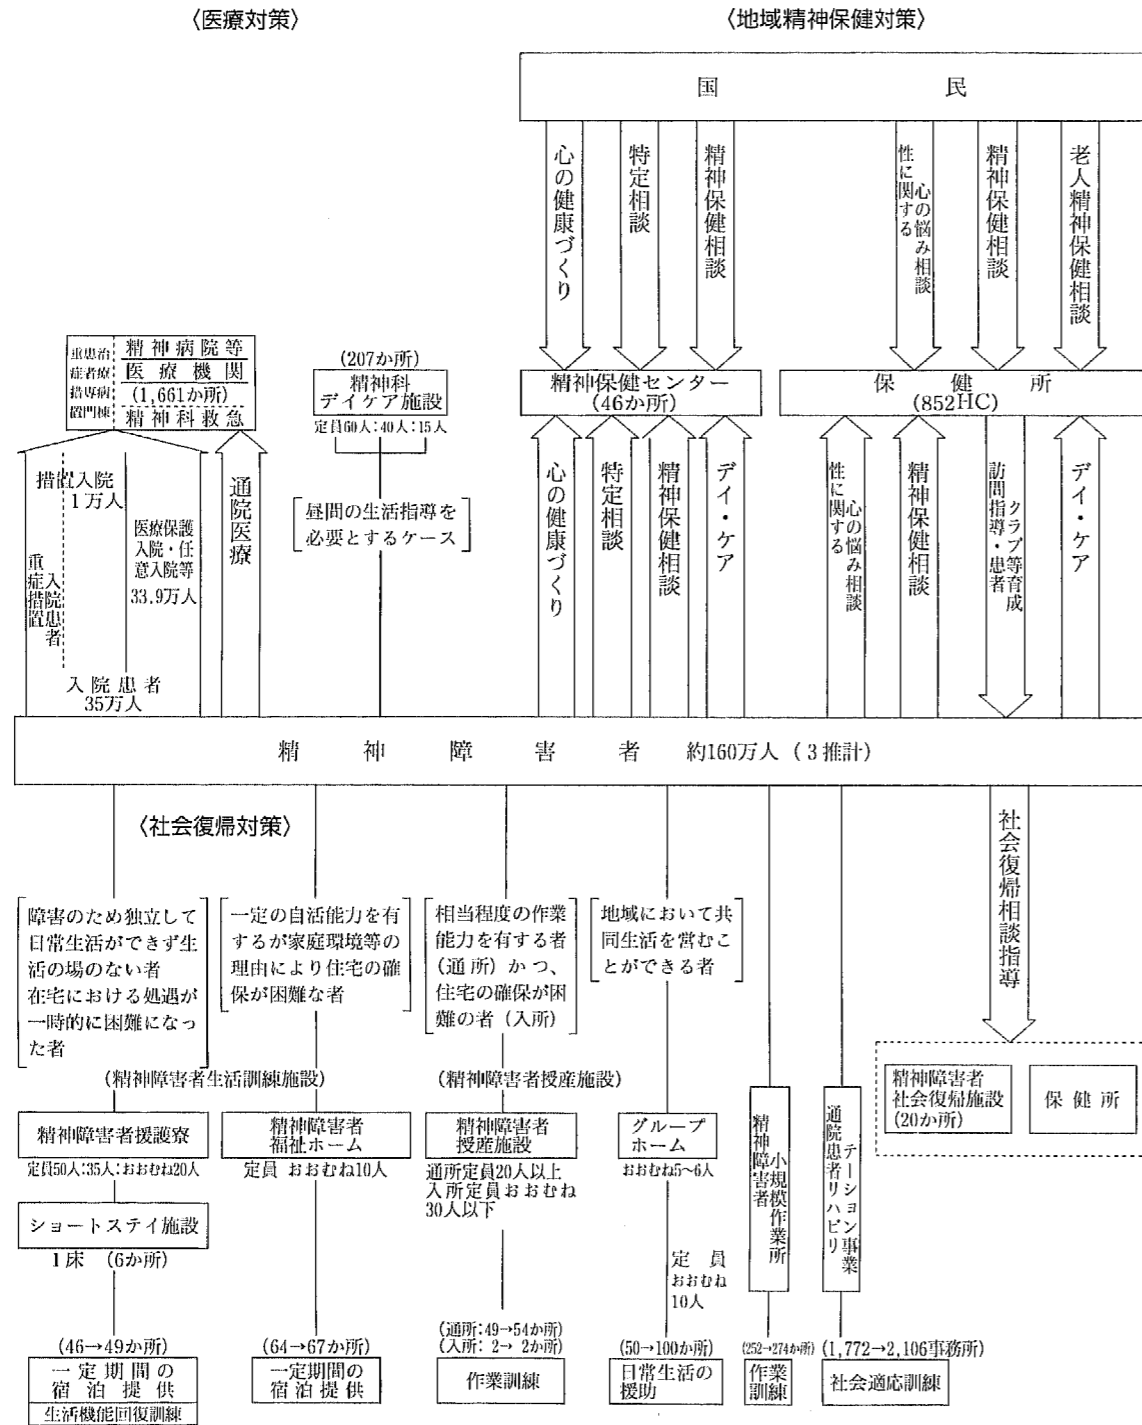 〈医療対策〉
〈地域精神保健対策〉
国民
心の健康づくり
特定相談
精神保健相談
性に関する
心の悩み相談
精神保健相談
老人精神保健相談
重症措置
患者専門
治療病棟
精神病院等
医療機関
(1,661か所)
精神科救急
(207か所)
精神科
デイケア施設
定員60人:40人:15人
精神保健センター
(46か所)
保健所
(852HC)
措置入院
1万人
医療保護
入院・任
意入院等
33.9万人
重症措置
入院患者
入院患者
35万人
通院医療
昼間の生活指導を
必要とするケース
心の健康づくり
特定相談
精神保健相談
デイ・ケア
性に関する
心の悩み相談
精神保健相談
訪問指導・患者
クラブ等育成
デイ・ケア
精神障害者 約160万人(3推計)
〈社会復帰対策〉
障害のため独立して
日常生活ができず生
活の場のない者
在宅における処遇が
一時的に困難になっ
た者
一定の自活能力を有
するが家庭環境等の
理由により住宅の確
保が困難な者
相当程度の作業
能力を有する者
(通所)かつ、
住宅の確保が困
難の者(入所)
地域において共
同生活を営むこ
とができる者
社会復帰相談指導
(精神障害者生活訓練施設)
(精神障害者授産施設)
精神障害者援護寮
定員50人:35人:おおむね20人
ショートステイ施設
1床 (6か所)
精神障害者
福祉ホーム
定員 おおむね10人
精神障害者
授産施設
通所定員20人以上
入所定員おおむね
30人以下
グループ
ホーム
おおむね5〜6人
定員
おおむね
10人
精神障害者
小規模作業所
通院患者リハビリ
テーション事業
精神障害者
社会復帰施設
(20か所)
保健所
(46→49か所)
一定期間の
宿泊提供
生活機能回復訓練
(64→67か所)
一定期間の
宿泊提供
(通所:49→54か所)
(入所: 2→ 2か所)
作業訓練
(50→100か所)
日常生活の
援助
(252→274か所)
作業
訓練
(1,772→2,106事務所)
社会適応訓練